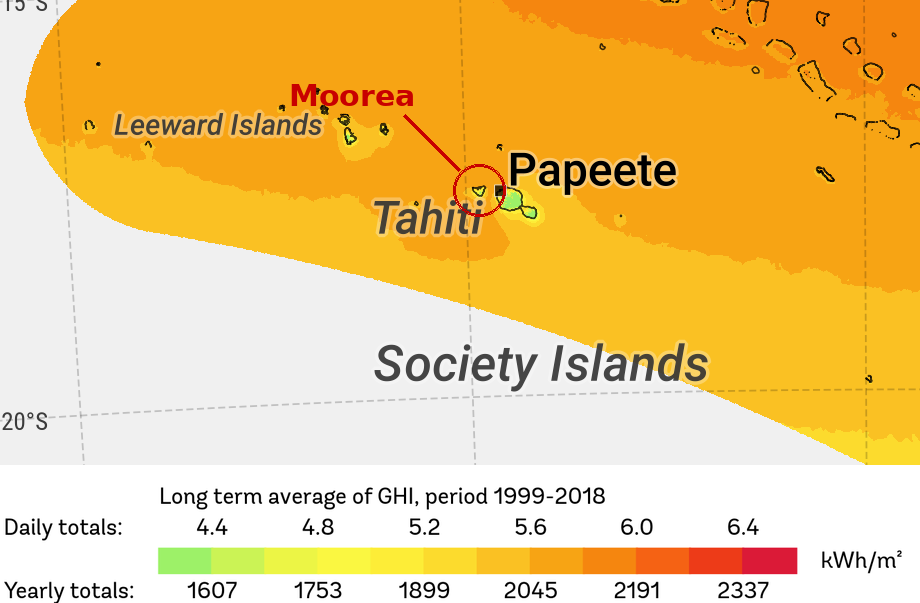 15°S
Moorea
Leeward Islands
Papeete
Tahiti
Society Islands
20°S
Long term average of GHI, period 1999-2018
Daily totals: 4.4 4.8 5.2 5.6 6.0 6.4
kWh/m²
Yearly totals: 1607 1753 1899 2045 2191 2337